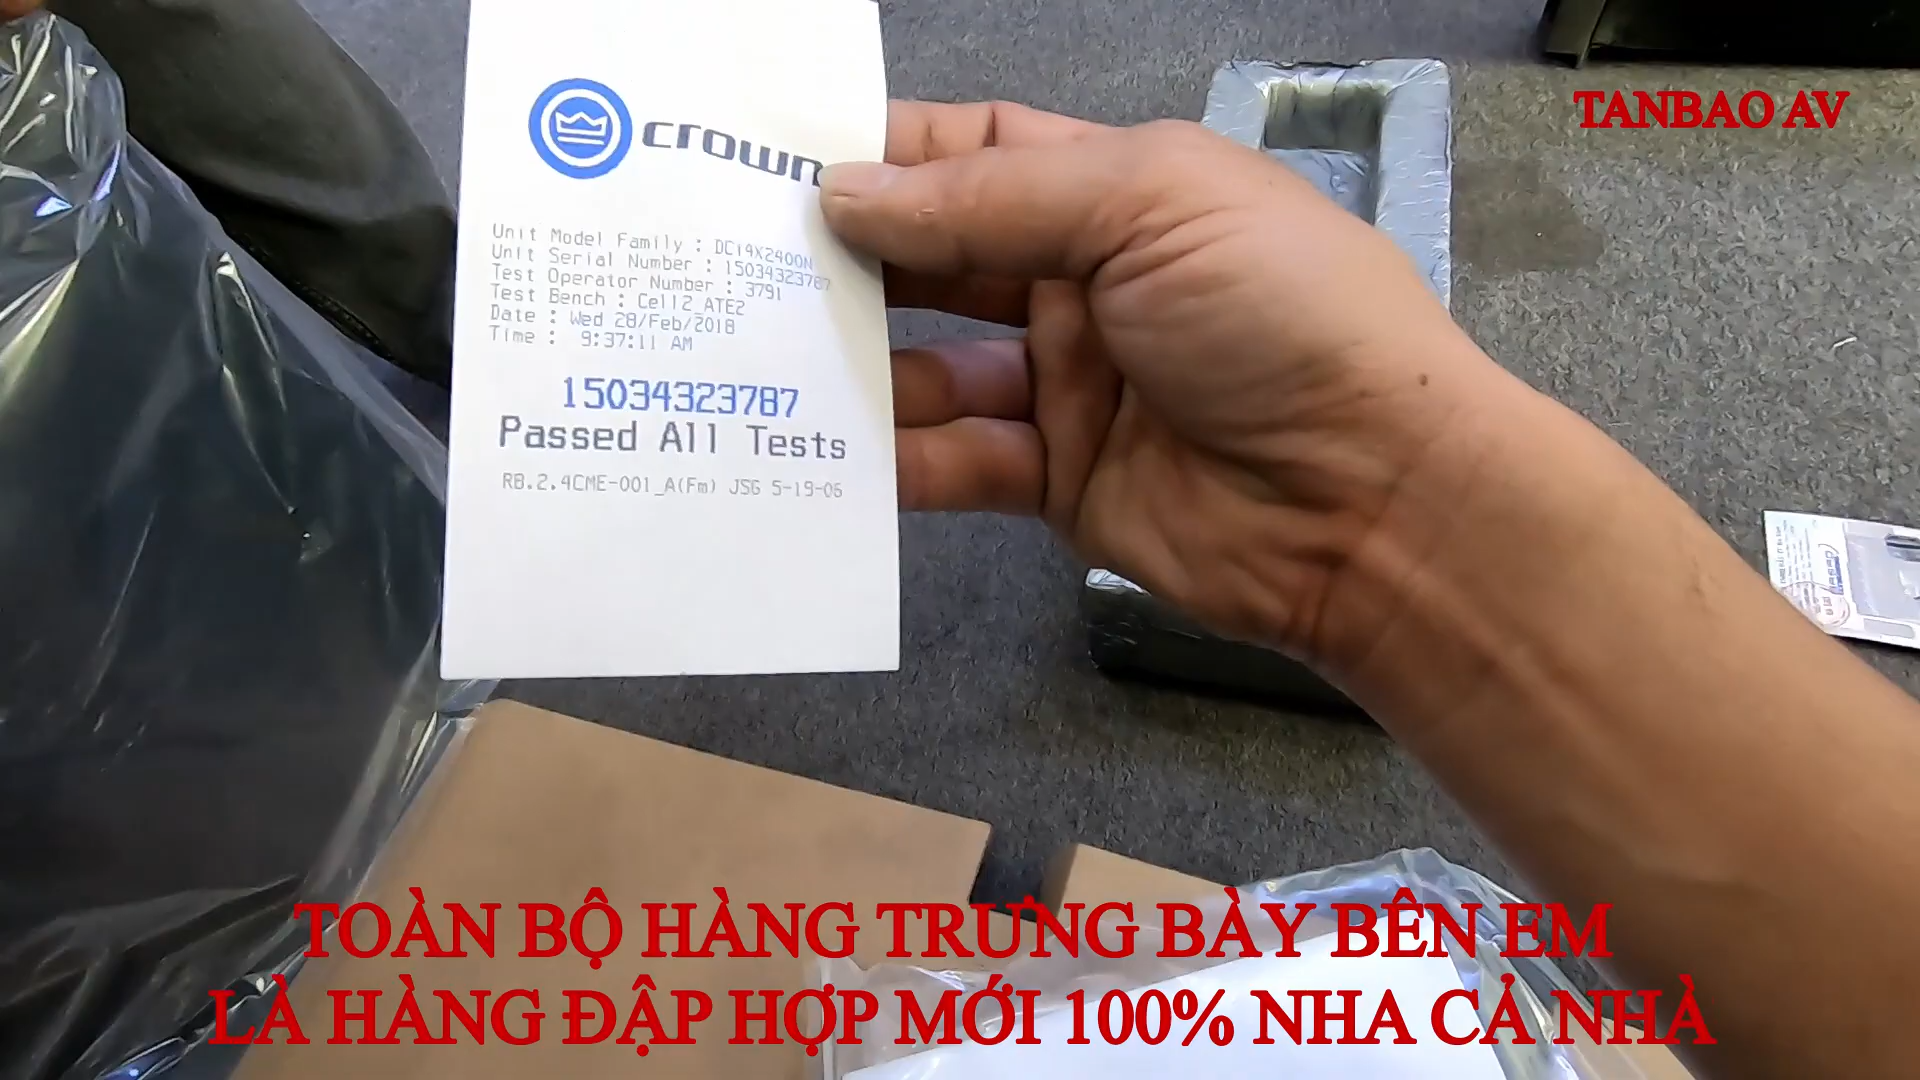 TANBAO AV
crown
Unit Model Family : DCi4X2400N
Unit Serial Number : 15034323787
Test Operator Number : 3791
Test Bench : Cell2_ATE2
Date : Wed 28/Feb/2018
Time : 9:37:11 AM
15034323787
Passed All Tests
RB.2.4CME-001_A(Fm) JSG 5-19-06
TOÀN BỘ HÀNG TRƯNG BÀY BÊN EM
LÀ HÀNG ĐẬP HỢP MỚI 100% NHA CẢ NHÀ